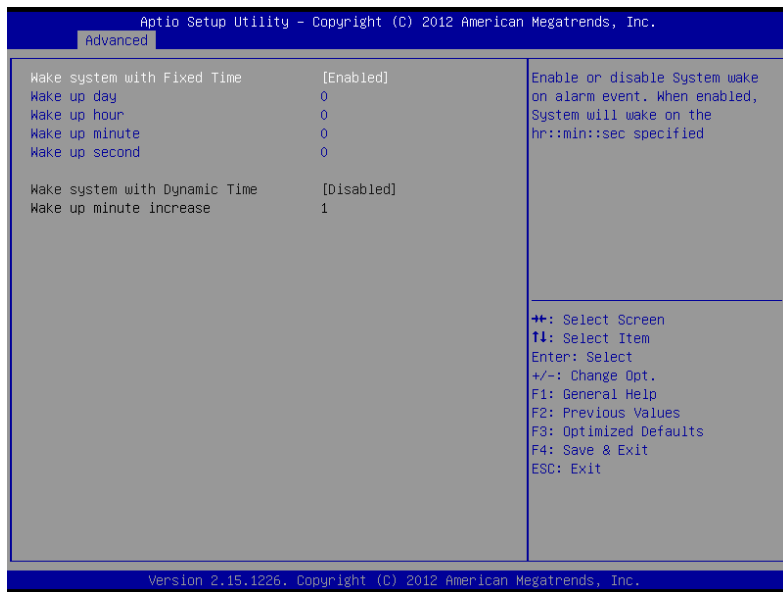 Aptio Setup Utility – Copyright (C) 2012 American Megatrends, Inc.
Advanced
Wake system with Fixed Time [Enabled]
Wake up day 0
Wake up hour 0
Wake up minute 0
Wake up second 0
Wake system with Dynamic Time [Disabled]
Wake up minute increase 1
Enable or disable System wake
on alarm event. When enabled,
System will wake on the
hr::min::sec specified
→←: Select Screen
↑↓: Select Item
Enter: Select
+/-: Change Opt.
F1: General Help
F2: Previous Values
F3: Optimized Defaults
F4: Save & Exit
ESC: Exit
Version 2.15.1226. Copyright (C) 2012 American Megatrends, Inc.